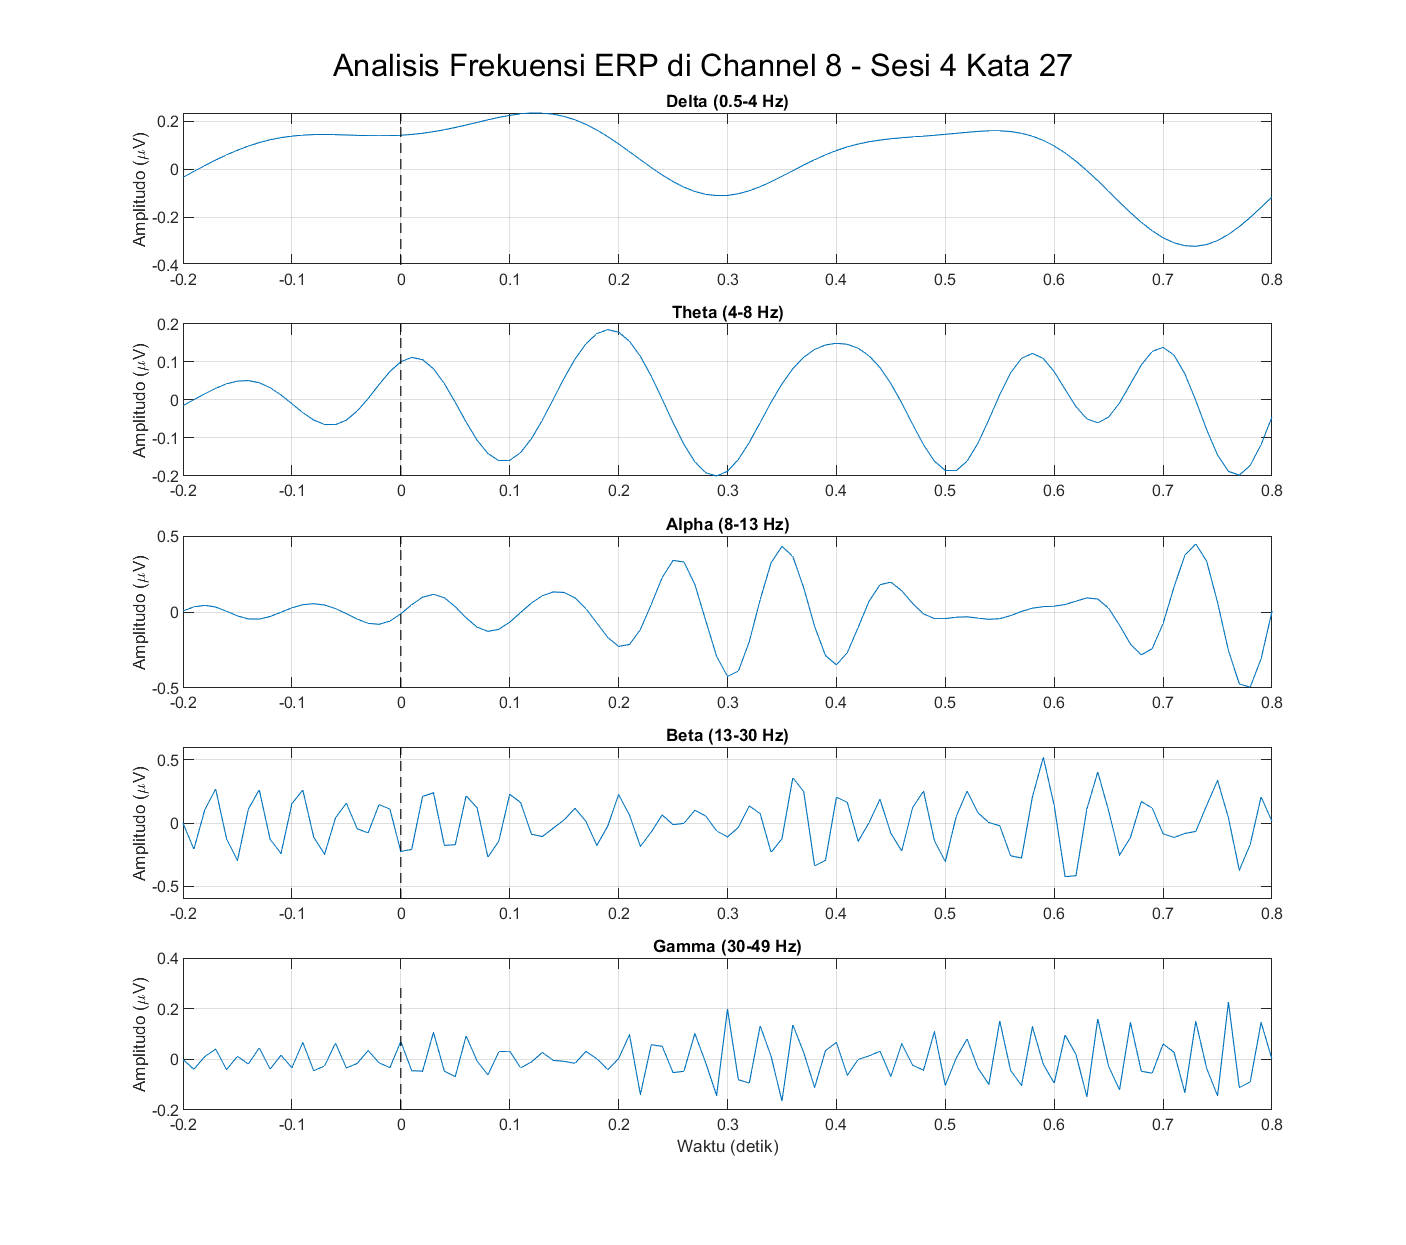 Analisis Frekuensi ERP di Channel 8 - Sesi 4 Kata 27
Delta (0.5-4 Hz)
Amplitudo (μV)
0.2
0
-0.2
-0.4
-0.2 -0.1 0 0.1 0.2 0.3 0.4 0.5 0.6 0.7 0.8
Theta (4-8 Hz)
Amplitudo (μV)
0.2
0.1
0
-0.1
-0.2
-0.2 -0.1 0 0.1 0.2 0.3 0.4 0.5 0.6 0.7 0.8
Alpha (8-13 Hz)
Amplitudo (μV)
0.5
0
-0.5
-0.2 -0.1 0 0.1 0.2 0.3 0.4 0.5 0.6 0.7 0.8
Beta (13-30 Hz)
Amplitudo (μV)
0.5
0
-0.5
-0.2 -0.1 0 0.1 0.2 0.3 0.4 0.5 0.6 0.7 0.8
Gamma (30-49 Hz)
Amplitudo (μV)
0.4
0.2
0
-0.2
-0.2 -0.1 0 0.1 0.2 0.3 0.4 0.5 0.6 0.7 0.8
Waktu (detik)